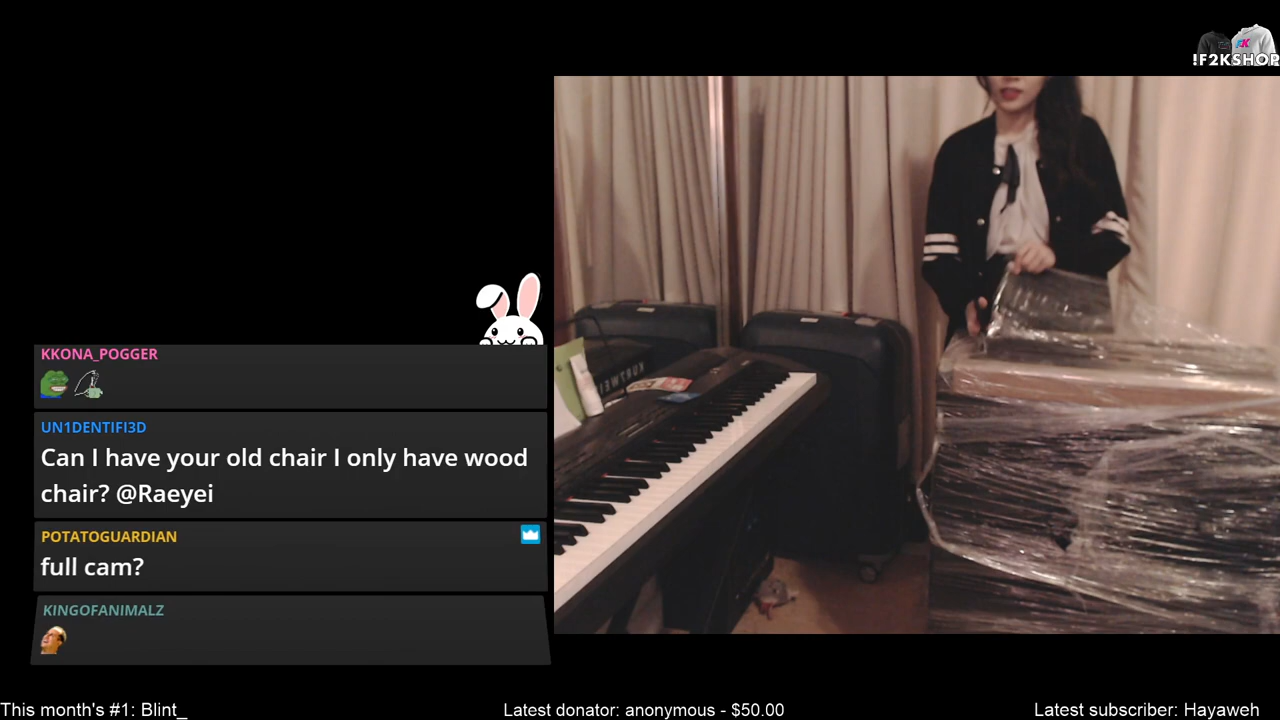 !F2KSHOP
KKONA_POGGER
UN1DENTIFI3D
Can I have your old chair I only have wood
chair? @Raeyei
POTATOGUARDIAN
full cam?
KINGOFANIMALZ
KURZWEIL
This month's #1: Blint_
Latest donator: anonymous - $50.00
Latest subscriber: Hayaweh